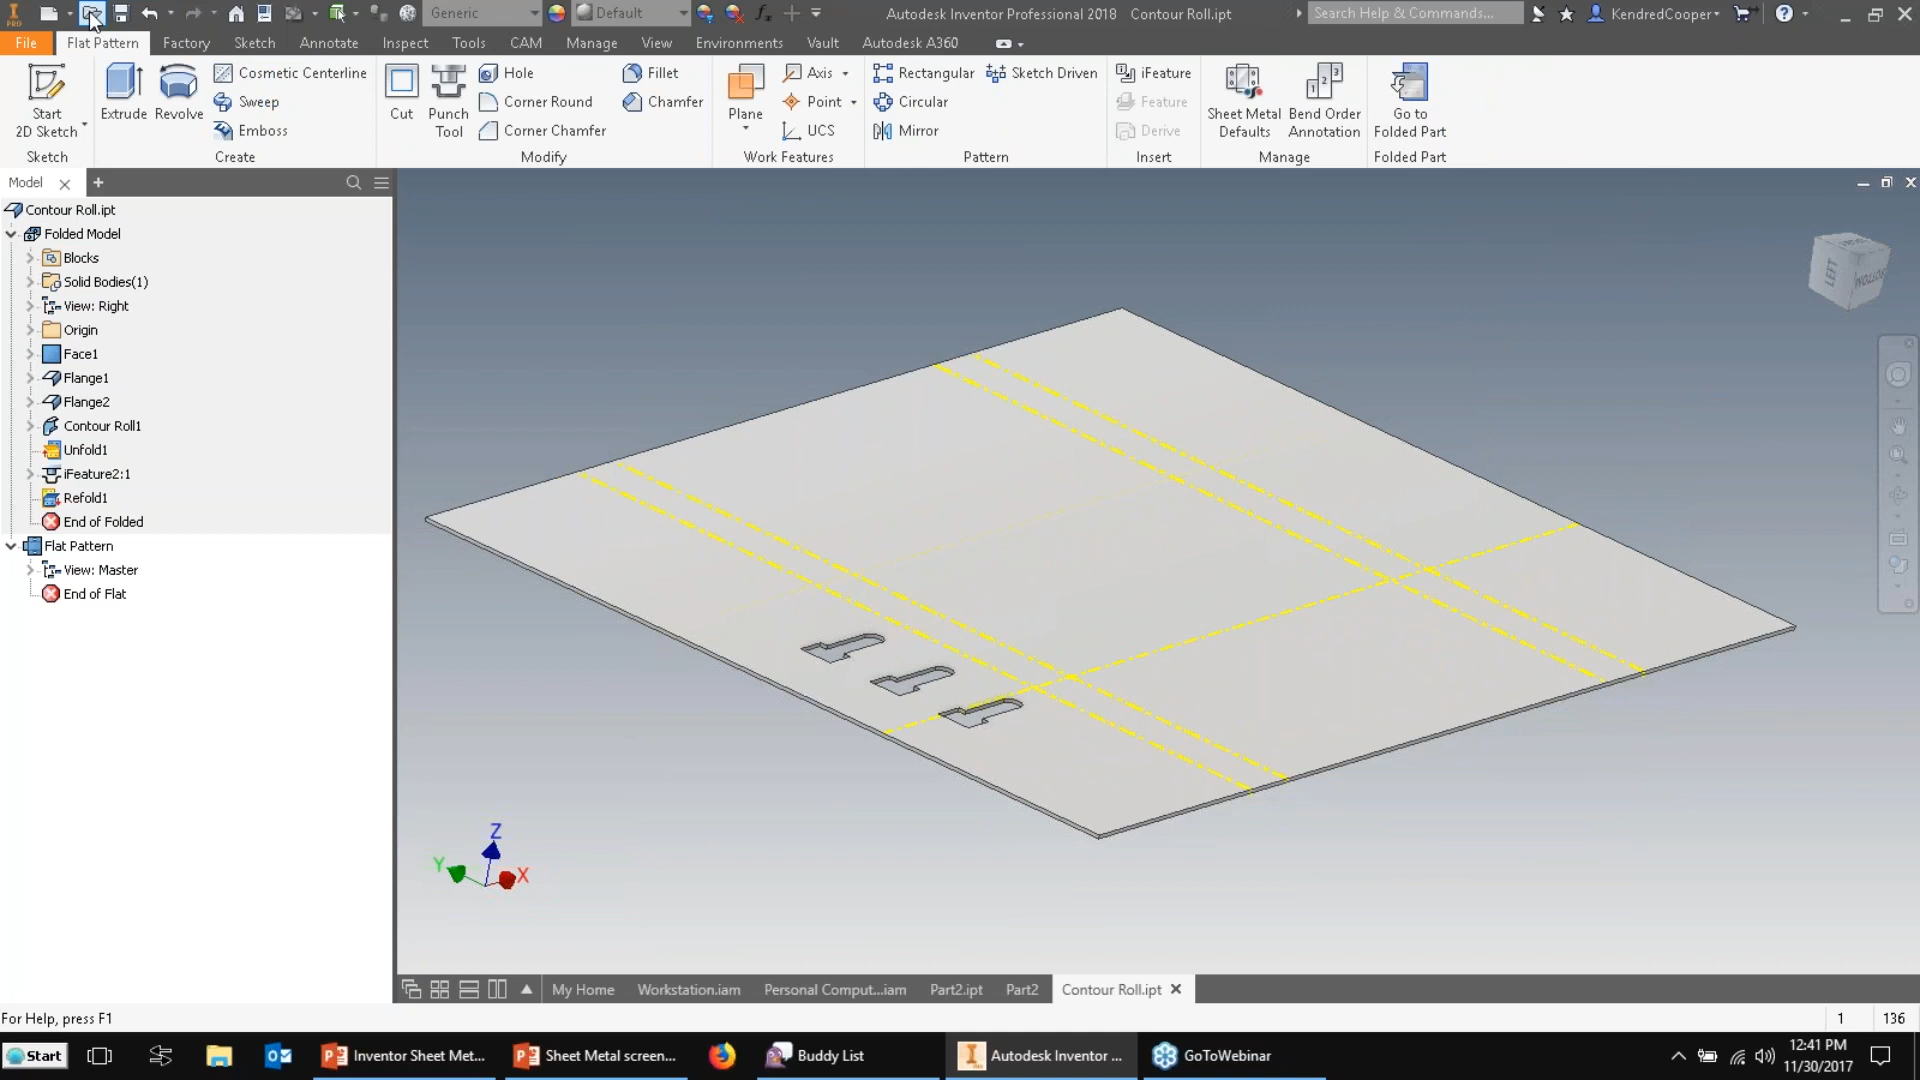 PRO Generic Default Autodesk Inventor Professional 2018 Contour Roll.ipt Search Help & Commands... KendredCooper
File Flat Pattern Factory Sketch Annotate Inspect Tools CAM Manage View Environments Vault Autodesk A360
Start
2D Sketch
Sketch
Extrude
Revolve
Cosmetic Centerline
Sweep
Emboss
Create
Cut
Punch
Tool
Hole
Corner Round
Corner Chamfer
Fillet
Chamfer
Modify
Plane
Axis
Point
UCS
Work Features
Rectangular
Circular
Mirror
Sketch Driven
Pattern
iFeature
Feature
Derive
Insert
Sheet Metal
Defaults
Bend Order
Annotation
Manage
Go to
Folded Part
Folded Part
Model
Contour Roll.ipt
Folded Model
Blocks
Solid Bodies(1)
View: Right
Origin
Face1
Flange1
Flange2
Contour Roll1
Unfold1
iFeature2:1
Refold1
End of Folded
Flat Pattern
View: Master
End of Flat
LEFT
BOTTOM
Z
Y
X
My Home Workstation.iam Personal Comput...iam Part2.ipt Part2 Contour Roll.ipt
For Help, press F1 1 136
Start Inventor Sheet Met... Sheet Metal screen... Buddy List Autodesk Inventor ... GoToWebinar
12:41 PM
11/30/2017